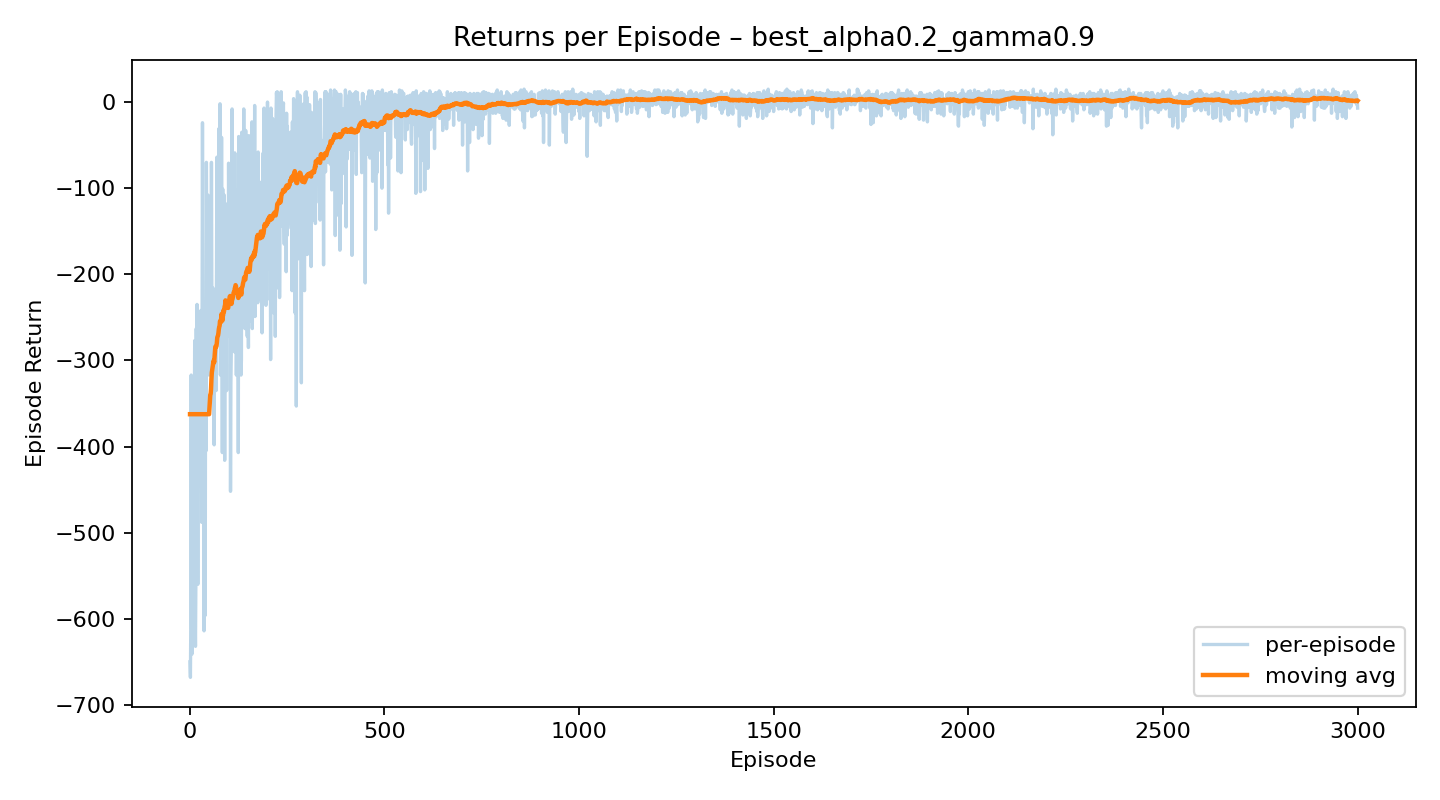 Returns per Episode – best_alpha0.2_gamma0.9
Episode Return
0
−100
−200
−300
−400
−500
−600
−700
0 500 1000 1500 2000 2500 3000
Episode
per-episode
moving avg